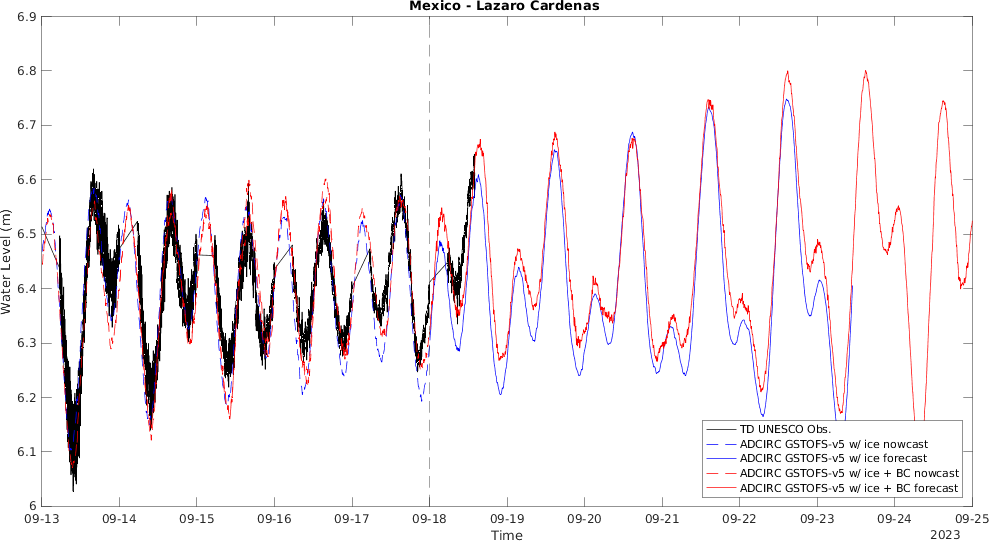 Mexico - Lazaro Cardenas
6.9
6.8
6.7
6.6
6.5
6.4
6.3
6.2
6.1
6
Water Level (m)
TD UNESCO Obs.
ADCIRC GSTOFS-v5 w/ ice nowcast
ADCIRC GSTOFS-v5 w/ ice forecast
ADCIRC GSTOFS-v5 w/ ice + BC nowcast
ADCIRC GSTOFS-v5 w/ ice + BC forecast
09-13 09-14 09-15 09-16 09-17 09-18 09-19 09-20 09-21 09-22 09-23 09-24 09-25
Time
2023